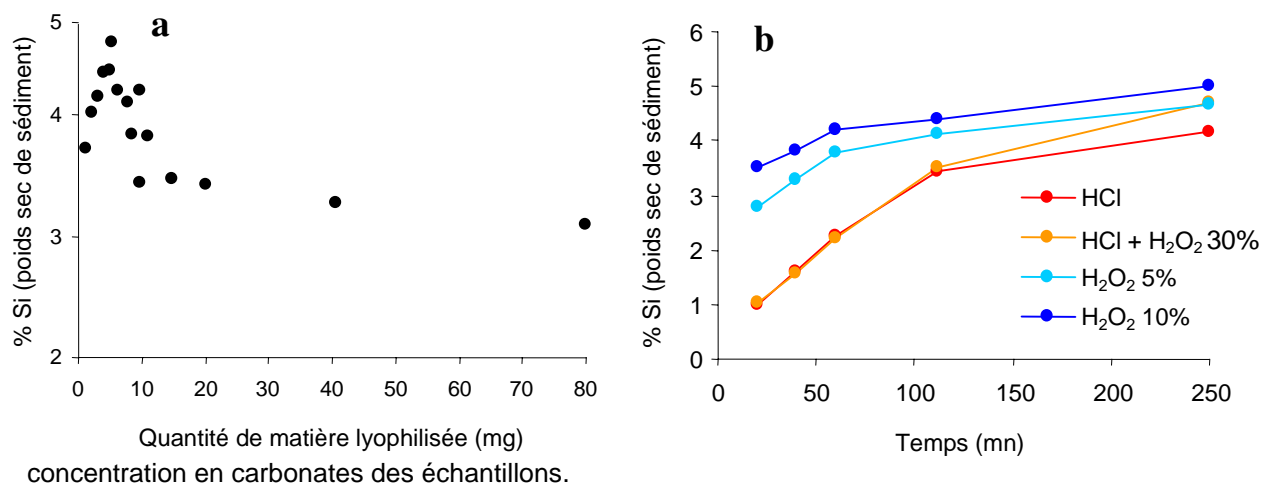 a
5
4
3
2
% Si (poids sec de sédiment)
0 10 20 30 40 50 60 70 80
Quantité de matière lyophilisée (mg)
b
6
5
4
3
2
1
0
% Si (poids sec de sédiment)
HCl
HCl + H₂O₂ 30%
H₂O₂ 5%
H₂O₂ 10%
0 50 100 150 200 250
Temps (mn)
concentration en carbonates des échantillons.